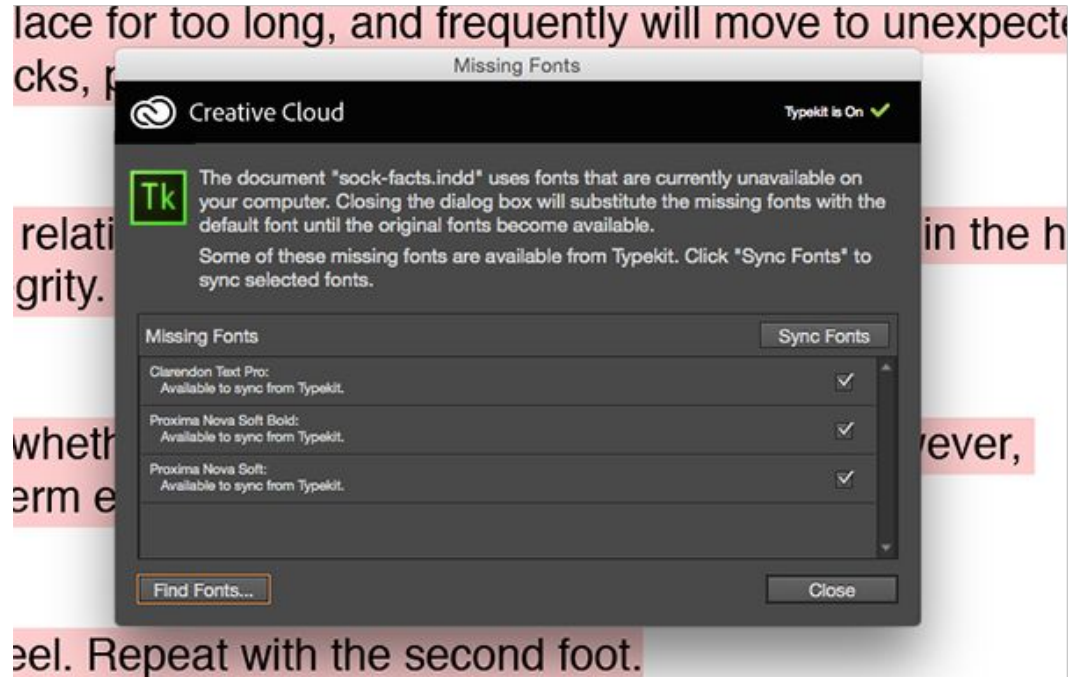 lace for too long, and frequently will move to unexpecte
cks, p
Missing Fonts
Creative Cloud
Typekit is On
Tk
The document "sock-facts.indd" uses fonts that are currently unavailable on
your computer. Closing the dialog box will substitute the missing fonts with the
default font until the original fonts become available.
Some of these missing fonts are available from Typekit. Click "Sync Fonts" to
sync selected fonts.
relati
in the h
grity.
Missing Fonts
Sync Fonts
Clarendon Text Pro:
Available to sync from Typekit.
Proxima Nova Soft Bold:
Available to sync from Typekit.
wheth
ever,
Proxima Nova Soft:
Available to sync from Typekit.
erm e
Find Fonts...
Close
eel. Repeat with the second foot.